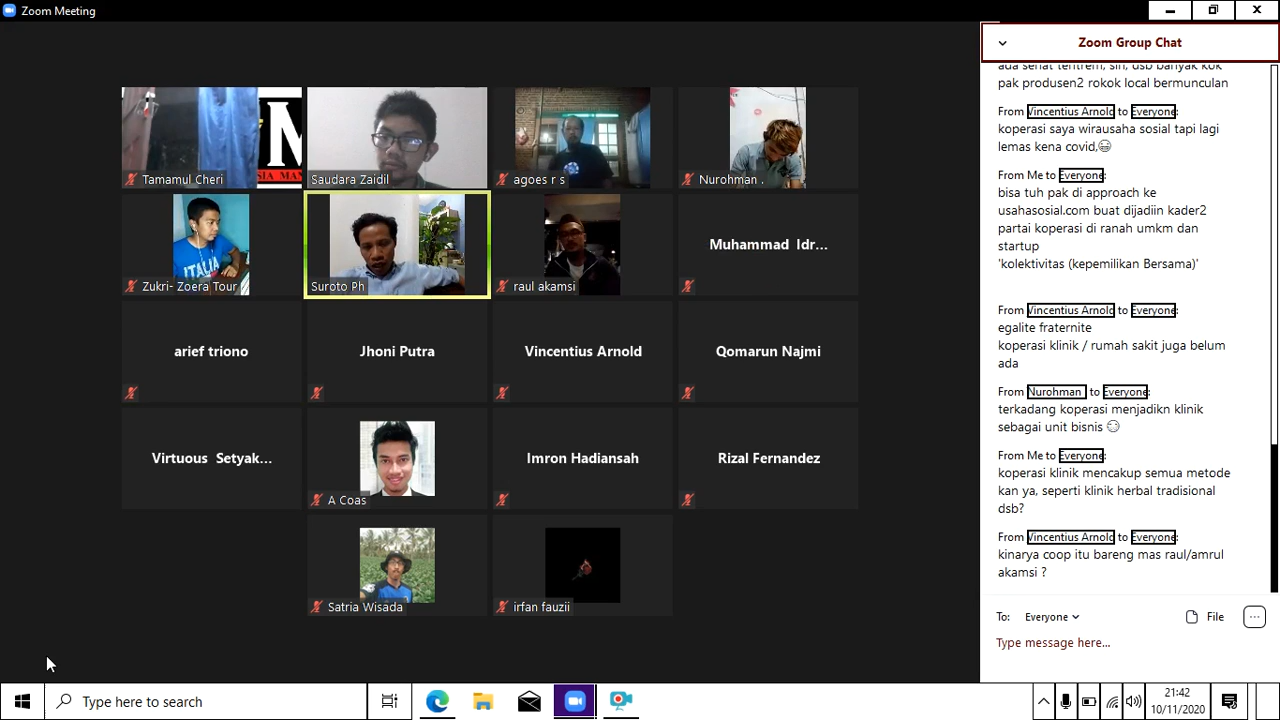 Zoom Meeting
Tamamul Cheri
Saudara Zaidil
agoes r s
Nurohman .
Zukri- Zoera Tour
ITALIA
Suroto Ph
raul akamsi
Muhammad Idr...
arief triono
Jhoni Putra
Vincentius Arnold
Qomarun Najmi
Virtuous Setyak...
A Coas
Imron Hadiansah
Rizal Fernandez
Satria Wisada
irfan fauzii
Zoom Group Chat
ada sehat tentrem, sin, dsb banyak kok
pak produsen2 rokok local bermunculan
From Vincentius Arnold to Everyone:
koperasi saya wirausaha sosial tapi lagi
lemas kena covid,😂
From Me to Everyone:
bisa tuh pak di approach ke
usahasosial.com buat dijadiin kader2
partai koperasi di ranah umkm dan
startup
'kolektivitas (kepemilikan Bersama)'
From Vincentius Arnold to Everyone:
egalite fraternite
koperasi klinik / rumah sakit juga belum
ada
From Nurohman to Everyone:
terkadang koperasi menjadikn klinik
sebagai unit bisnis 😏
From Me to Everyone:
koperasi klinik mencakup semua metode
kan ya, seperti klinik herbal tradisional
dsb?
From Vincentius Arnold to Everyone:
kinarya coop itu bareng mas raul/amrul
akamsi ?
To: Everyone File
Type message here...
Type here to search
21:42
10/11/2020